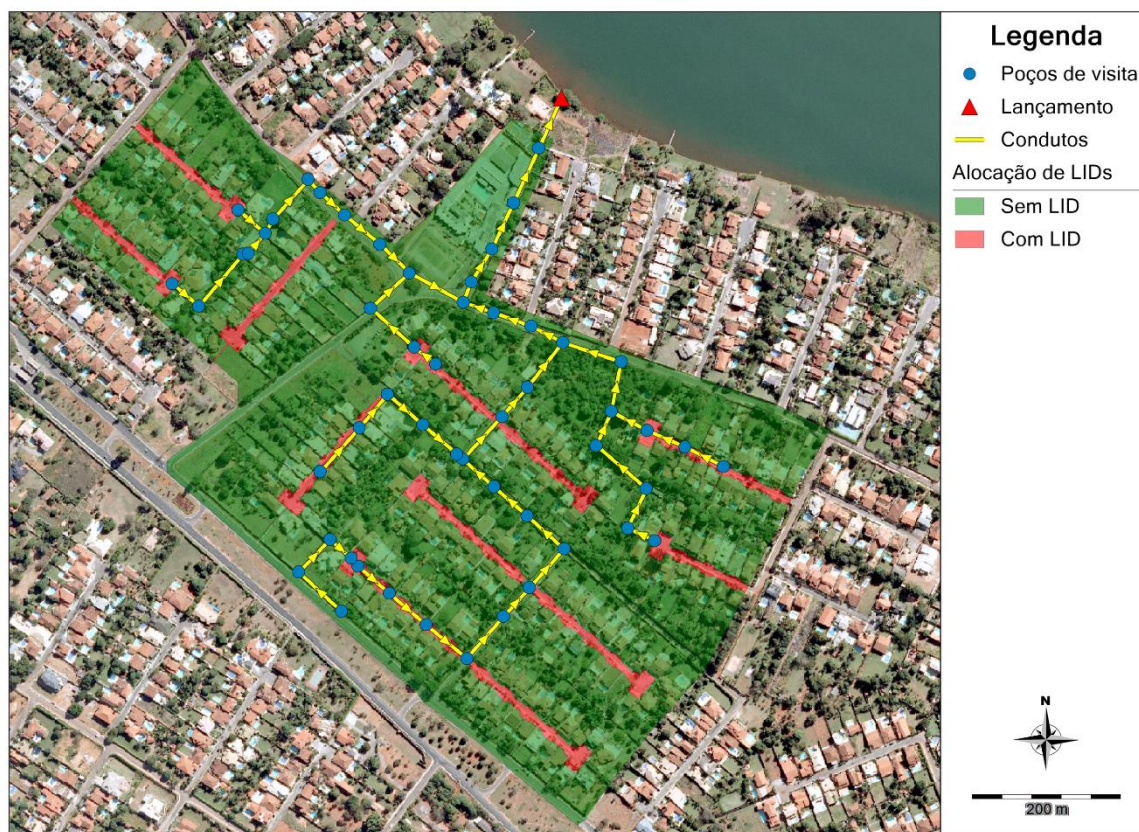 Legenda
Poços de visita
Lançamento
Condutos
Alocação de LIDs
Sem LID
Com LID
N
200 m